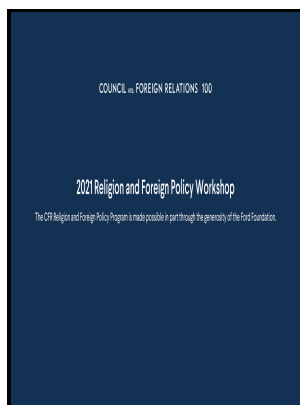 COUNCIL on FOREIGN RELATIONS 100
2021 Religion and Foreign Policy Workshop
The CFR Religion and Foreign Policy Program is made possible in part through the generosity of the Ford Foundation.